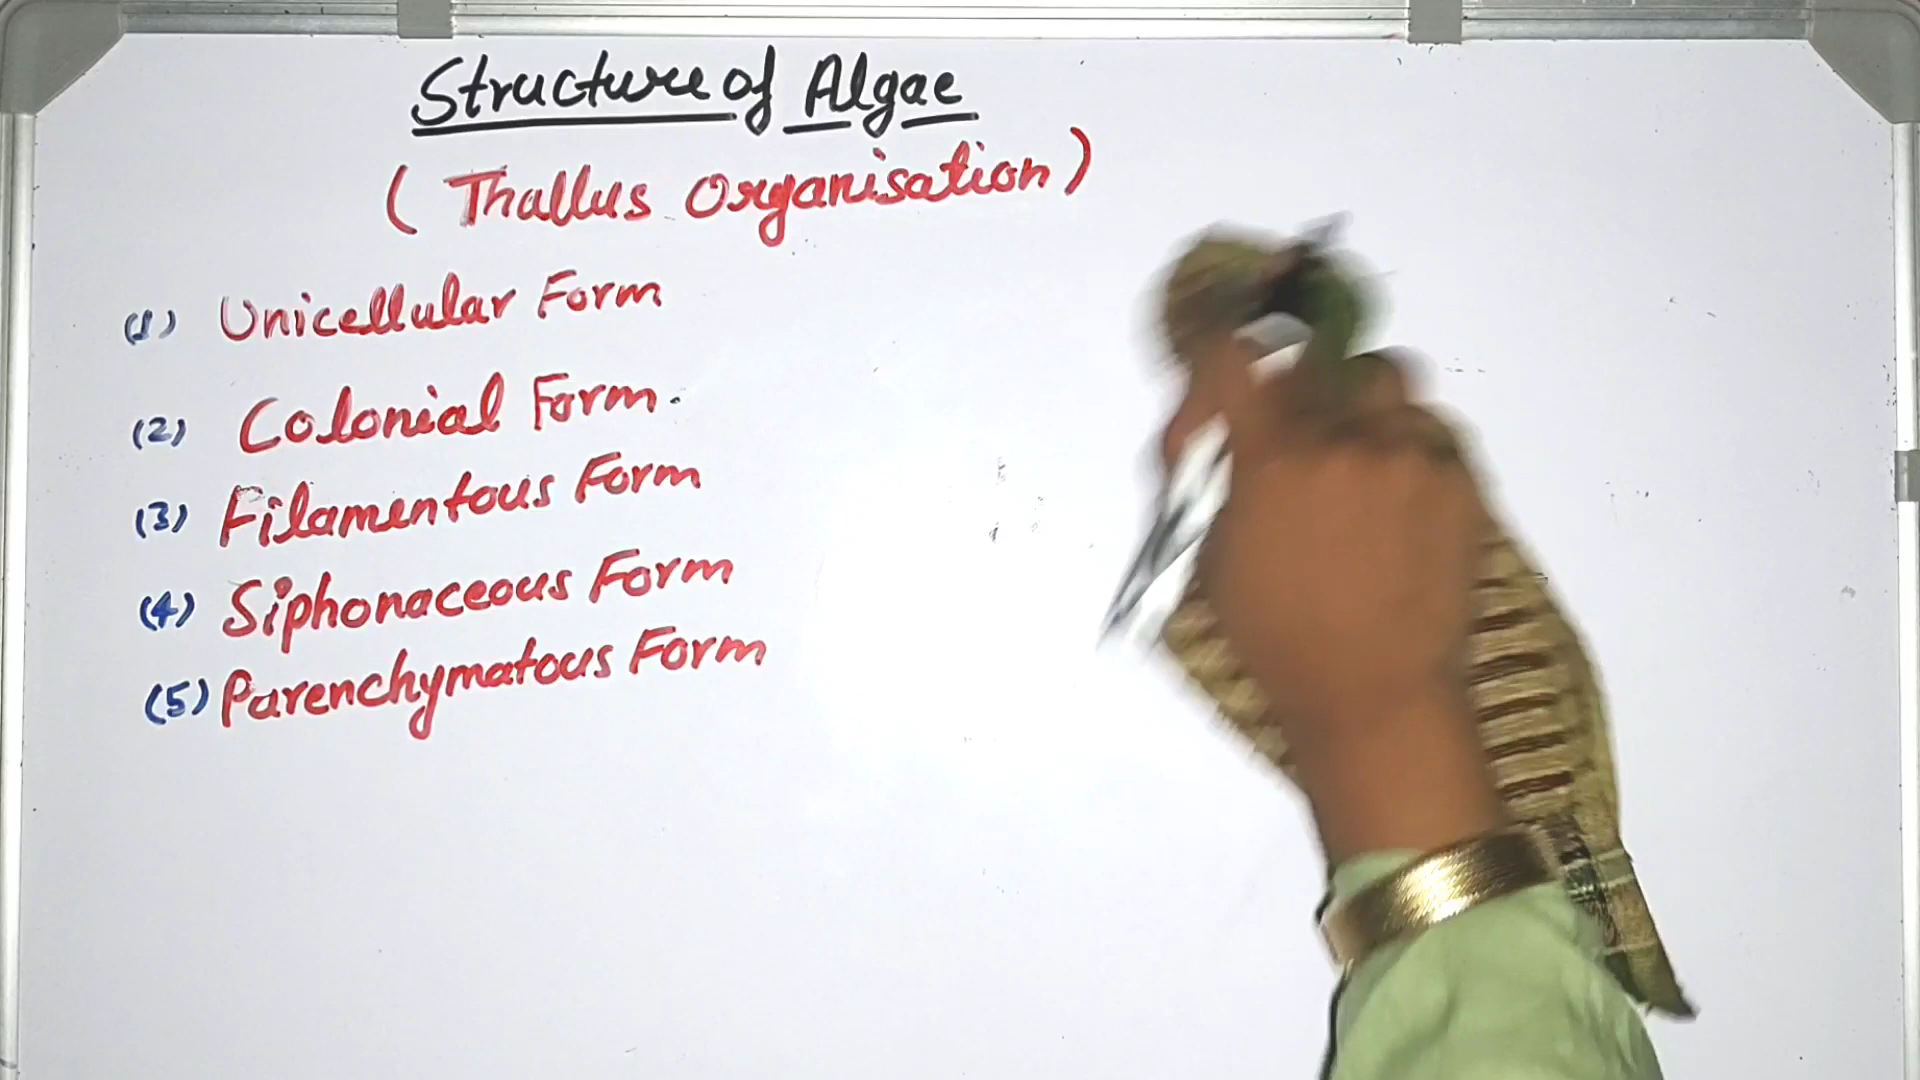 Structure of Algae
( Thallus Organisation )
(1) Unicellular Form
(2) Colonial Form.
(3) Filamentous Form
(4) Siphonaceous Form
(5) Parenchymatous Form